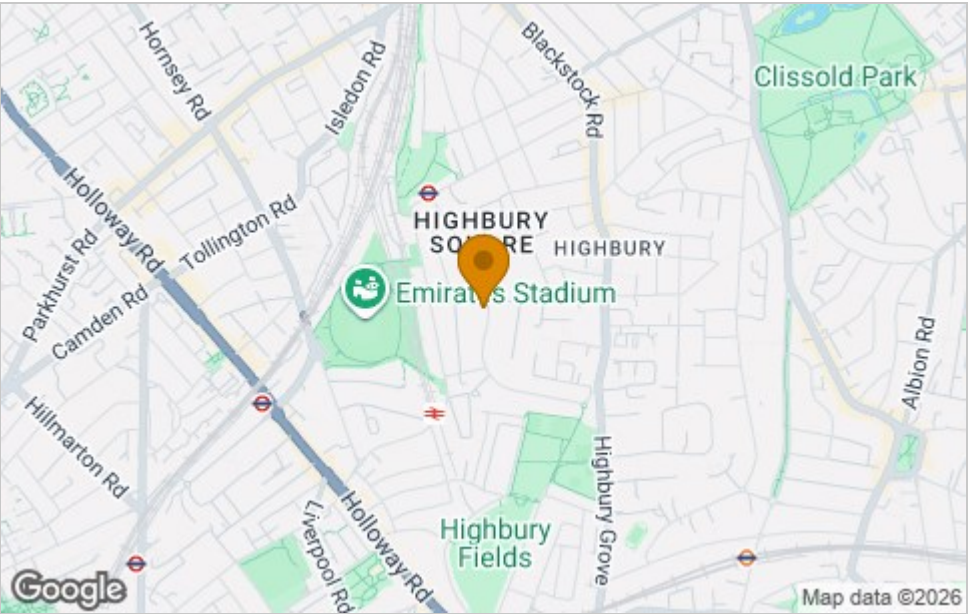 Hornsey Rd
Isledon Rd
Blackstock Rd
Clissold Park
Holloway Rd
Tollington Rd
Parkhurst Rd
Camden Rd
HIGHBURY
SQUARE
HIGHBURY
Emirates Stadium
Albion Rd
Hillmarton Rd
Liverpool Rd
Holloway Rd
Highbury
Fields
Highbury Grove
Google
Map data ©2026